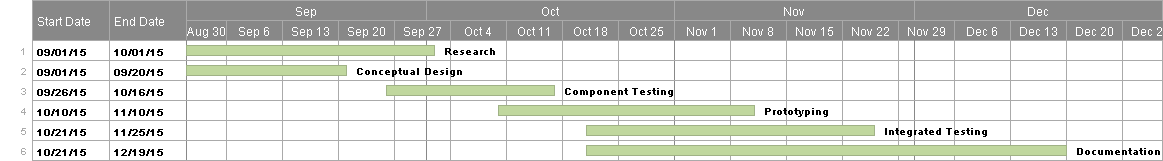 Start Date End Date Sep Oct Nov Dec
Aug 30 Sep 6 Sep 13 Sep 20 Sep 27 Oct 4 Oct 11 Oct 18 Oct 25 Nov 1 Nov 8 Nov 15 Nov 22 Nov 29 Dec 6 Dec 13 Dec 20 Dec 2
1 09/01/15 10/01/15 Research
2 09/01/15 09/20/15 Conceptual Design
3 09/26/15 10/16/15 Component Testing
4 10/10/15 11/10/15 Prototyping
5 10/21/15 11/25/15 Integrated Testing
6 10/21/15 12/19/15 Documentation